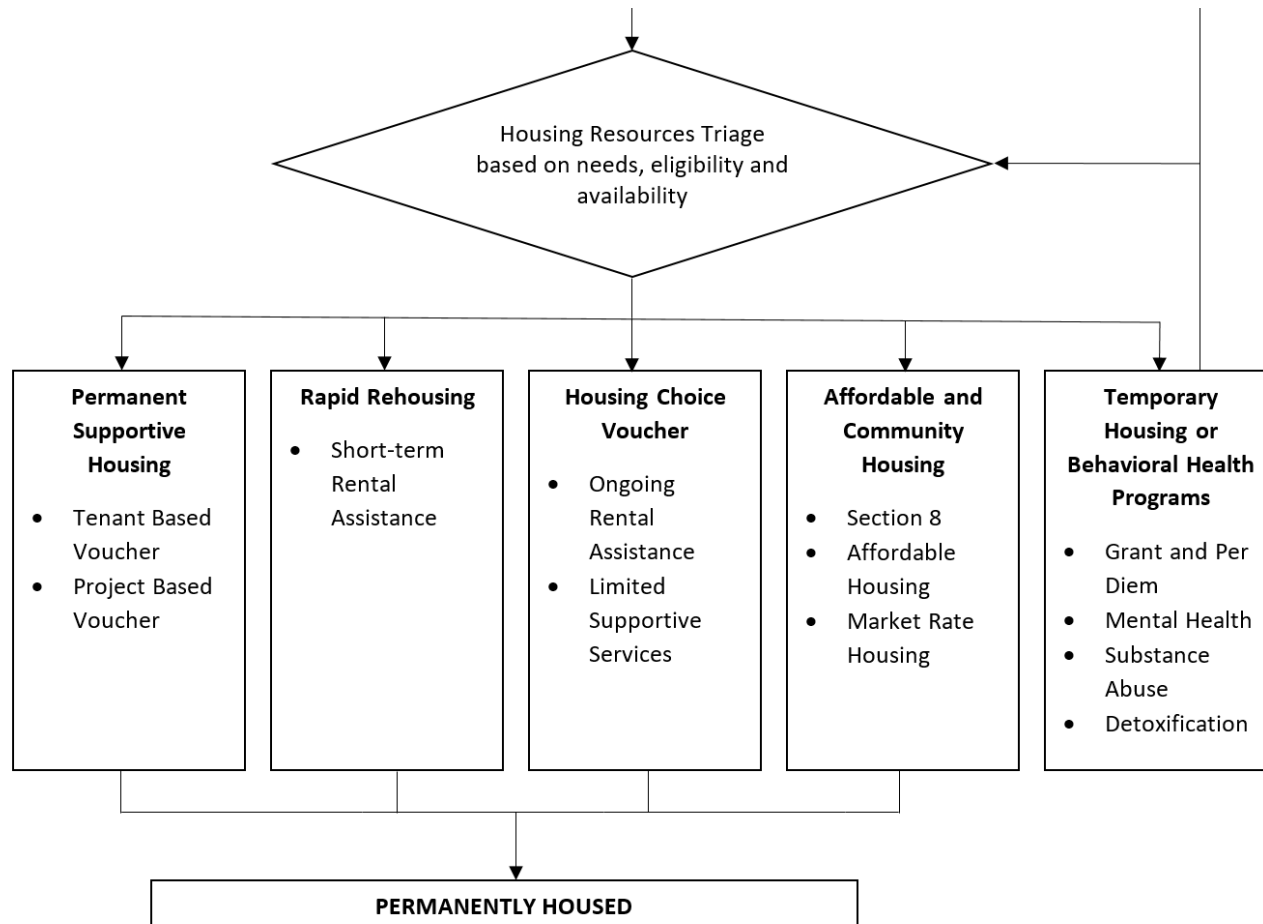 Housing Resources Triage
based on needs, eligibility and
availability
Permanent
Supportive
Housing
• Tenant Based
Voucher
• Project Based
Voucher
Rapid Rehousing
• Short-term
Rental
Assistance
Housing Choice
Voucher
• Ongoing
Rental
Assistance
• Limited
Supportive
Services
Affordable and
Community
Housing
• Section 8
• Affordable
Housing
• Market Rate
Housing
Temporary
Housing or
Behavioral Health
Programs
• Grant and Per
Diem
• Mental Health
• Substance
Abuse
• Detoxification
PERMANENTLY HOUSED